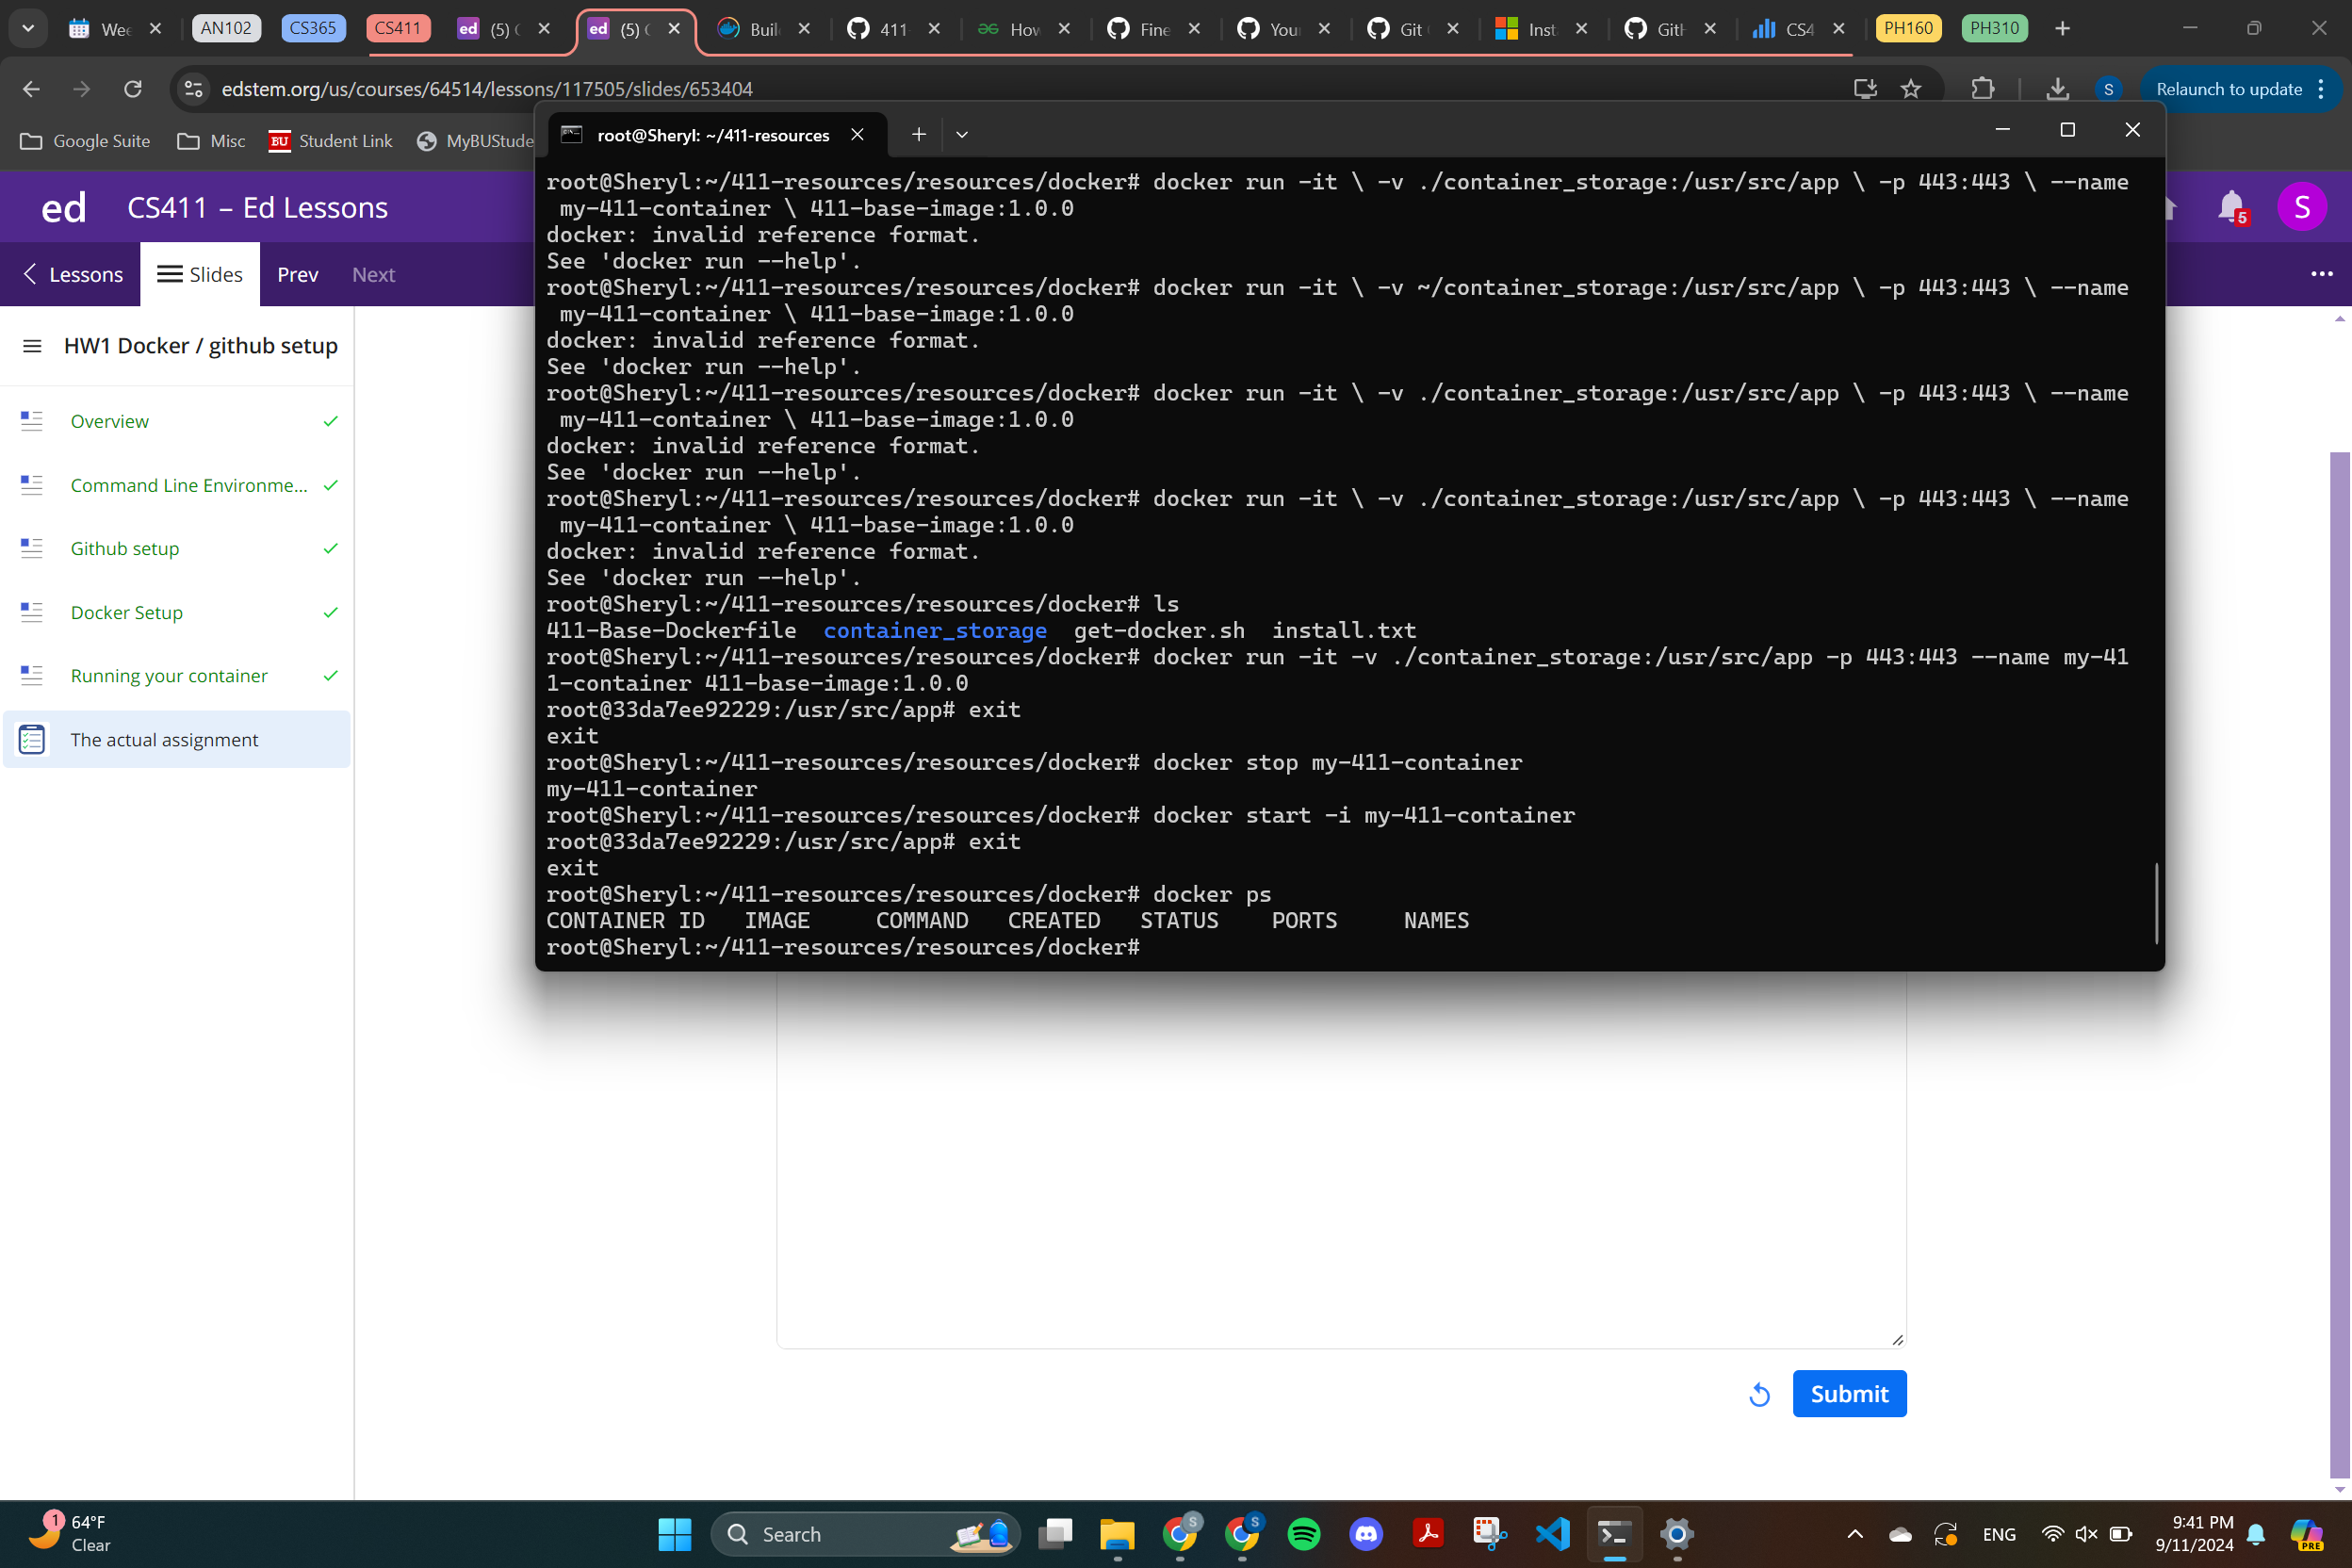 Wee
AN102
CS365
CS411
ed (5) (
ed (5) (
Buil
411-
How
Fine
You
Git
Inst
Git
CS4
PH160
PH310
edstem.org/us/courses/64514/lessons/117505/slides/653404
S
Relaunch to update
Google Suite
Misc
BU Student Link
MyBUStude
root@Sheryl: ~/411-resources
ed
CS411 – Ed Lessons
5
S
Lessons
Slides
Prev
Next
HW1 Docker / github setup
Overview
Command Line Environme...
Github setup
Docker Setup
Running your container
The actual assignment
root@Sheryl:~/411-resources/resources/docker# docker run -it \ -v ./container_storage:/usr/src/app \ -p 443:443 \ --name
 my-411-container \ 411-base-image:1.0.0
docker: invalid reference format.
See 'docker run --help'.
root@Sheryl:~/411-resources/resources/docker# docker run -it \ -v ~/container_storage:/usr/src/app \ -p 443:443 \ --name
 my-411-container \ 411-base-image:1.0.0
docker: invalid reference format.
See 'docker run --help'.
root@Sheryl:~/411-resources/resources/docker# docker run -it \ -v ./container_storage:/usr/src/app \ -p 443:443 \ --name
 my-411-container \ 411-base-image:1.0.0
docker: invalid reference format.
See 'docker run --help'.
root@Sheryl:~/411-resources/resources/docker# docker run -it \ -v ./container_storage:/usr/src/app \ -p 443:443 \ --name
 my-411-container \ 411-base-image:1.0.0
docker: invalid reference format.
See 'docker run --help'.
root@Sheryl:~/411-resources/resources/docker# ls
411-Base-Dockerfile  container_storage  get-docker.sh  install.txt
root@Sheryl:~/411-resources/resources/docker# docker run -it -v ./container_storage:/usr/src/app -p 443:443 --name my-41
1-container 411-base-image:1.0.0
root@33da7ee92229:/usr/src/app# exit
exit
root@Sheryl:~/411-resources/resources/docker# docker stop my-411-container
my-411-container
root@Sheryl:~/411-resources/resources/docker# docker start -i my-411-container
root@33da7ee92229:/usr/src/app# exit
exit
root@Sheryl:~/411-resources/resources/docker# docker ps
CONTAINER ID   IMAGE     COMMAND   CREATED   STATUS    PORTS     NAMES
root@Sheryl:~/411-resources/resources/docker#
Submit
1
64°F
Clear
Search
S
S
ENG
9:41 PM
9/11/2024
PRE